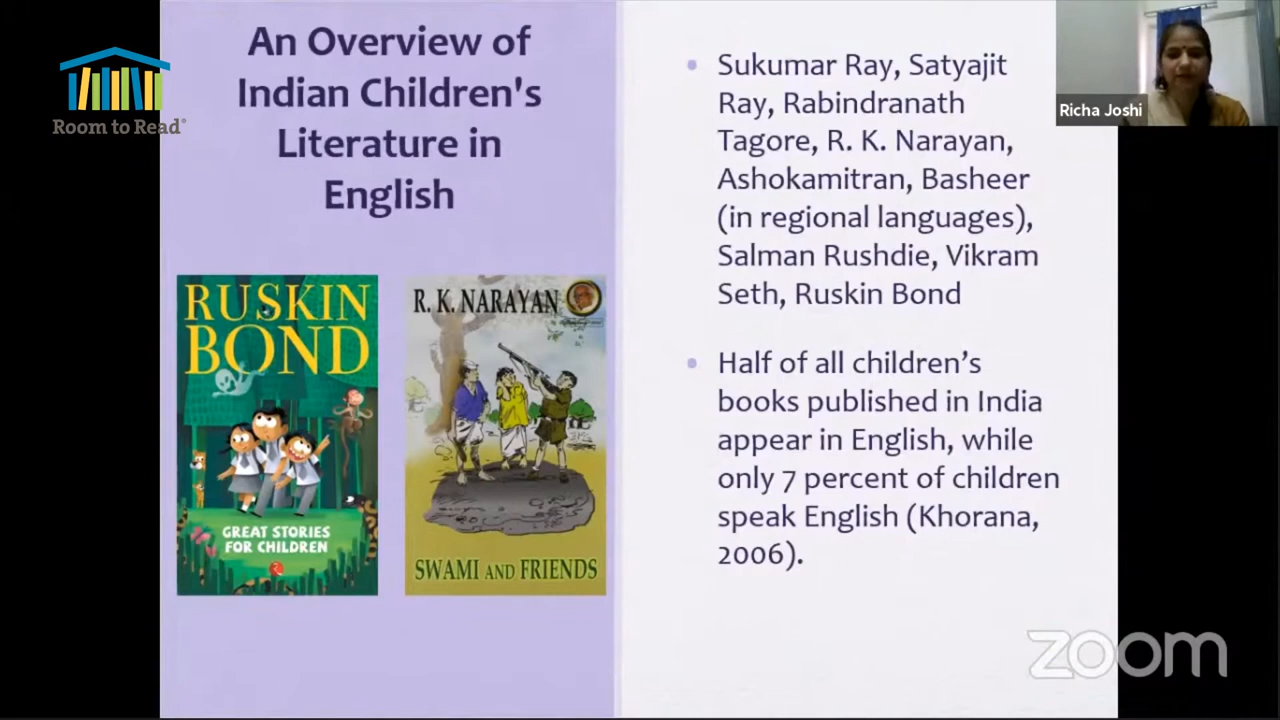 An Overview of
Indian Children's
Literature in
English
Room to Read®
RUSKIN
BOND
GREAT STORIES
FOR CHILDREN
R. K. NARAYAN
SWAMI AND FRIENDS
• Sukumar Ray, Satyajit
Ray, Rabindranath
Tagore, R. K. Narayan,
Ashokamitran, Basheer
(in regional languages),
Salman Rushdie, Vikram
Seth, Ruskin Bond
• Half of all children’s
books published in India
appear in English, while
only 7 percent of children
speak English (Khorana,
2006).
Richa Joshi
zoom